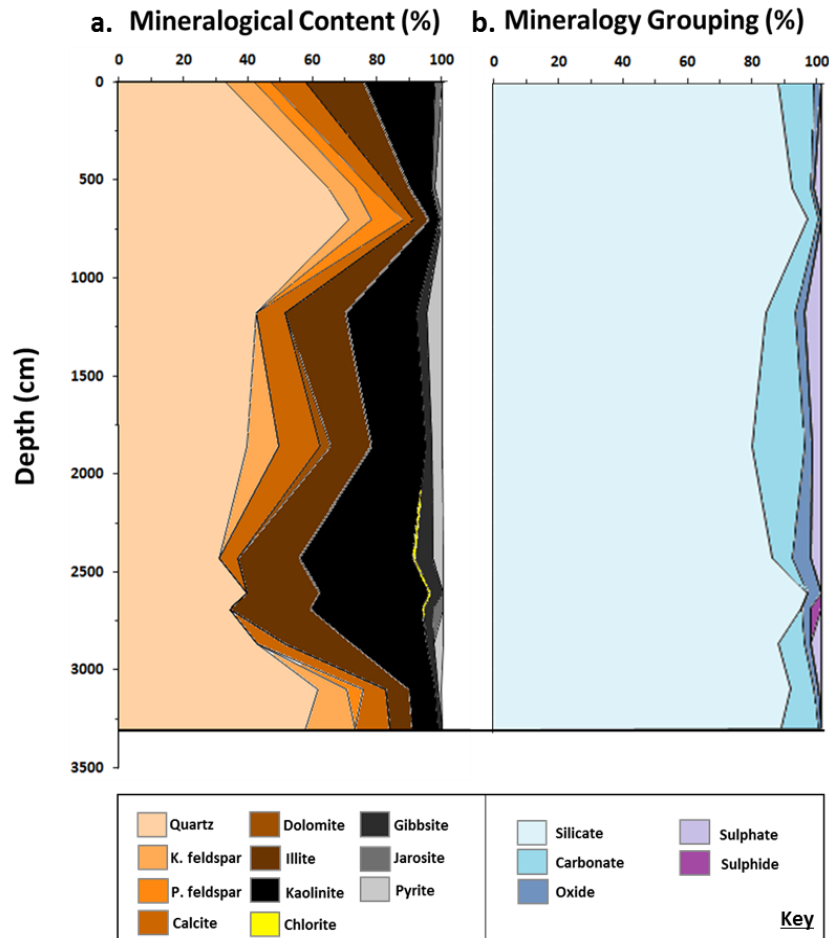 a. Mineralogical Content (%)
b. Mineralogy Grouping (%)
0 20 40 60 80 100
0 20 40 60 80 100
0
500
1000
1500
2000
2500
3000
3500
Depth (cm)
Quartz
K. feldspar
P. feldspar
Calcite
Dolomite
Illite
Kaolinite
Chlorite
Gibbsite
Jarosite
Pyrite
Silicate
Carbonate
Oxide
Sulphate
Sulphide
Key